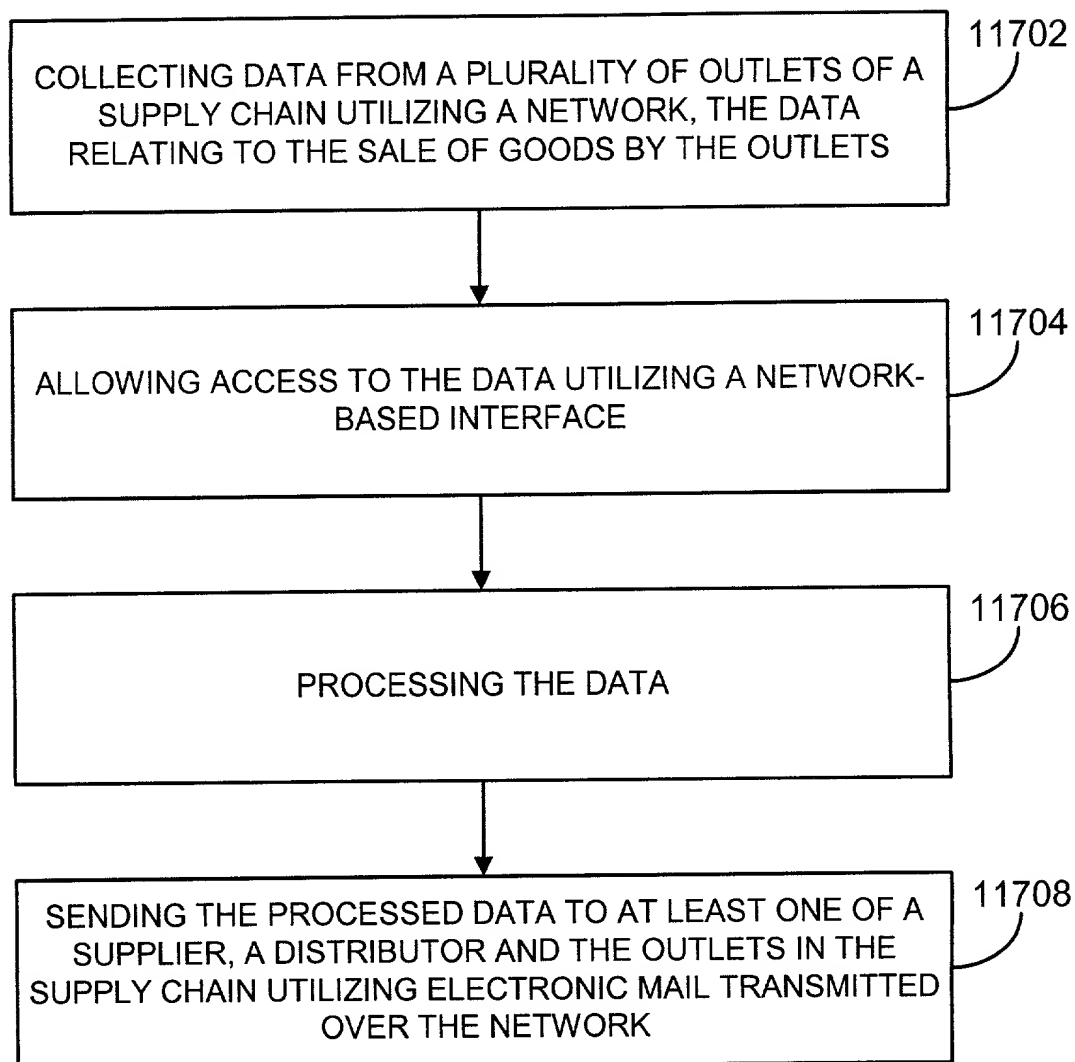 11702
COLLECTING DATA FROM A PLURALITY OF OUTLETS OF A
SUPPLY CHAIN UTILIZING A NETWORK, THE DATA
RELATING TO THE SALE OF GOODS BY THE OUTLETS
11704
ALLOWING ACCESS TO THE DATA UTILIZING A NETWORK-
BASED INTERFACE
11706
PROCESSING THE DATA
11708
SENDING THE PROCESSED DATA TO AT LEAST ONE OF A
SUPPLIER, A DISTRIBUTOR AND THE OUTLETS IN THE
SUPPLY CHAIN UTILIZING ELECTRONIC MAIL TRANSMITTED
OVER THE NETWORK